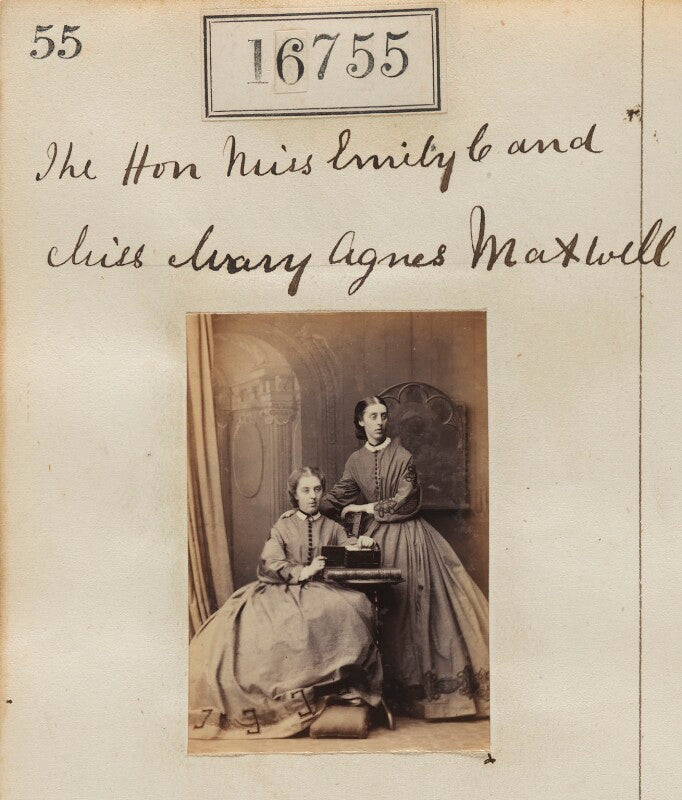 55
16755
The Hon Miss Emily C and
Miss Mary Agnes Maxwell